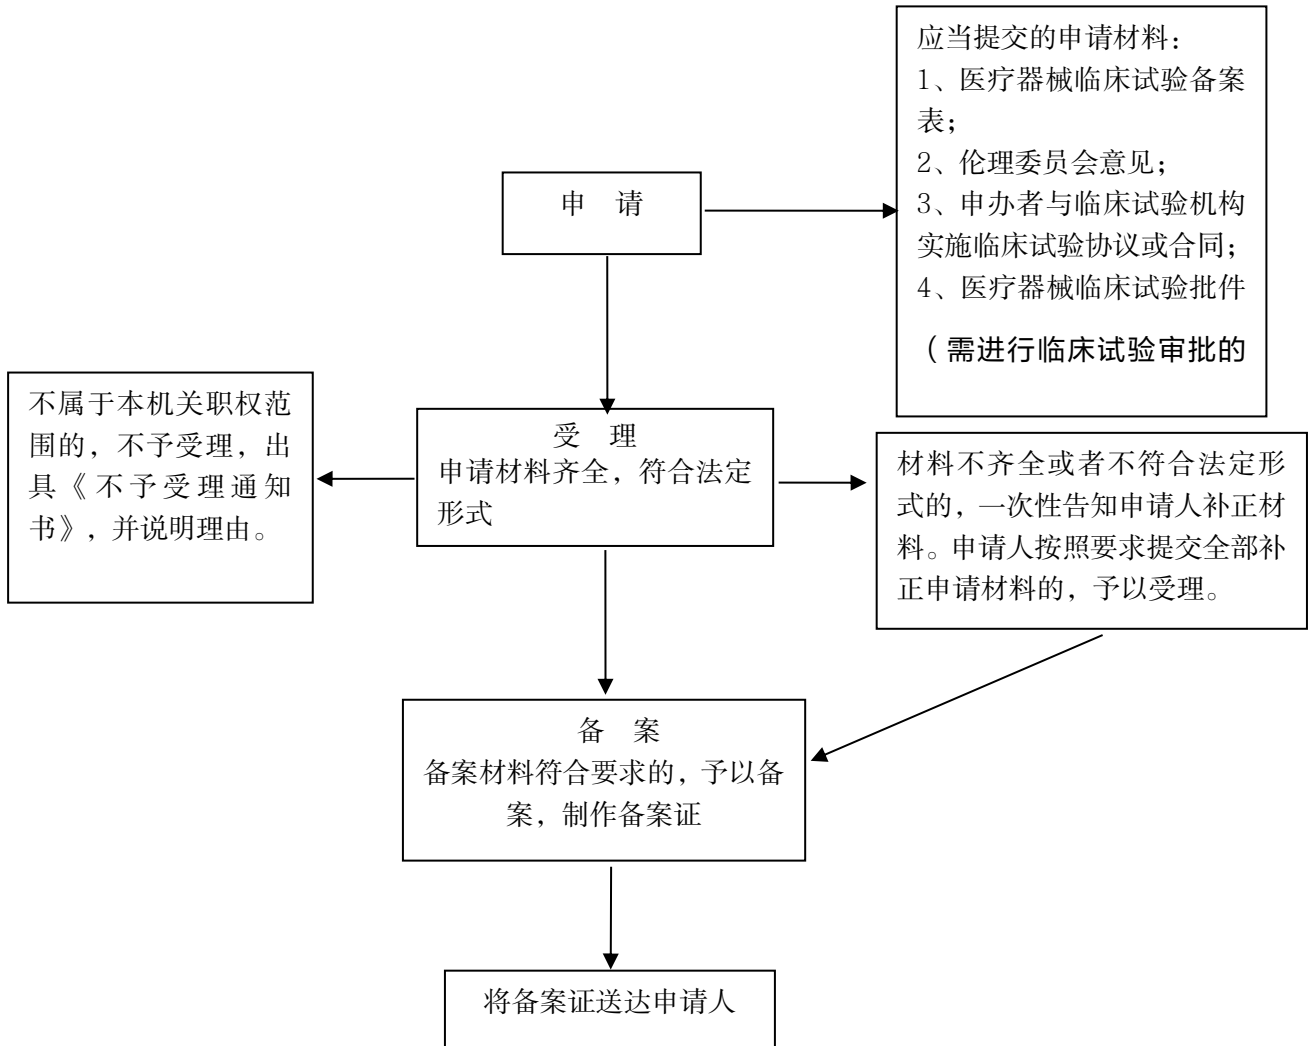 应当提交的申请材料：
1、医疗器械临床试验备案
表；
2、伦理委员会意见；
3、申办者与临床试验机构
实施临床试验协议或合同；
4、医疗器械临床试验批件
（需进行临床试验审批的
申　请
不属于本机关职权范
围的，不予受理，出
具《不予受理通知
书》，并说明理由。
受　理
申请材料齐全，符合法定
形式
材料不齐全或者不符合法定形
式的，一次性告知申请人补正材
料。申请人按照要求提交全部补
正申请材料的，予以受理。
备　案
备案材料符合要求的，予以备
案，制作备案证
将备案证送达申请人